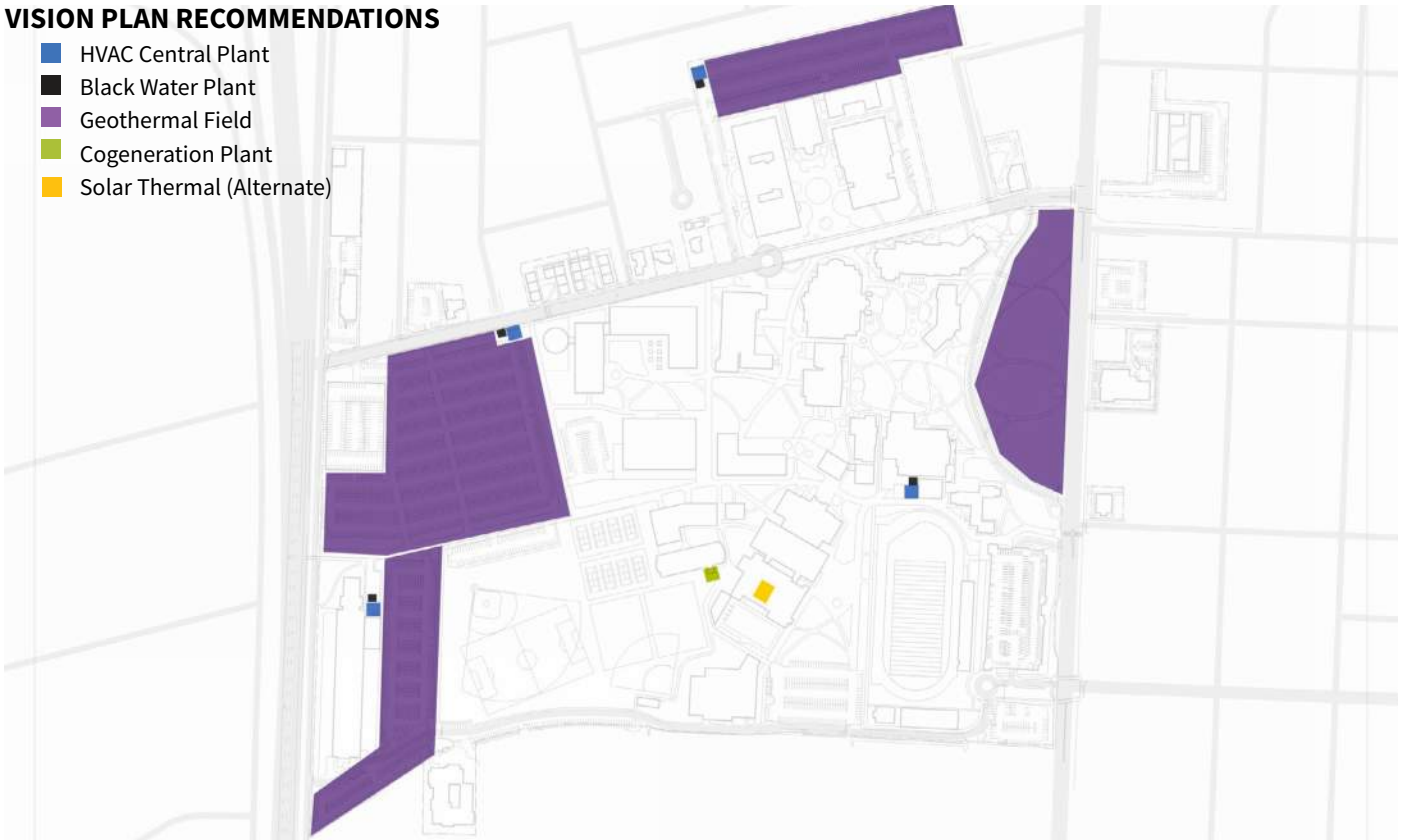 VISION PLAN RECOMMENDATIONS
HVAC Central Plant
Black Water Plant
Geothermal Field
Cogeneration Plant
Solar Thermal (Alternate)